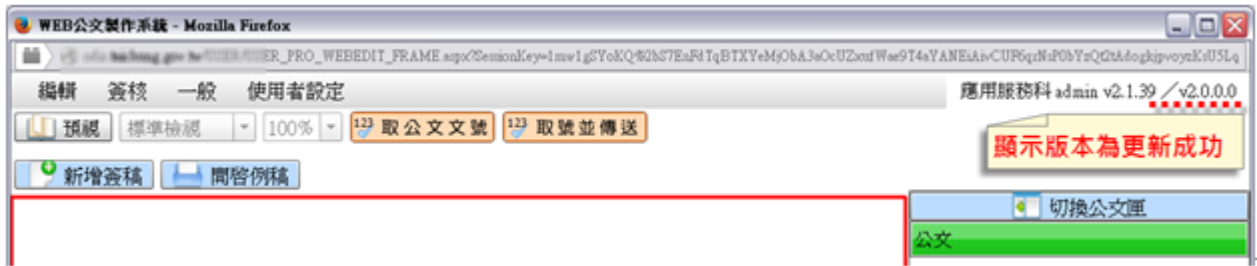 WEB公文製作系統 - Mozilla Firefox
ER_PRO_WEBEDIT_FRAME.aspx?SessionKey=
編輯 簽核 一般 使用者設定 應用服務科 admin v2.1.39 ／v2.0.0.0
預視 標準檢視 100% 123 取公文文號 123 取號並傳送
顯示版本為更新成功
新增簽稿 開啓例稿
切換公文匣
公文